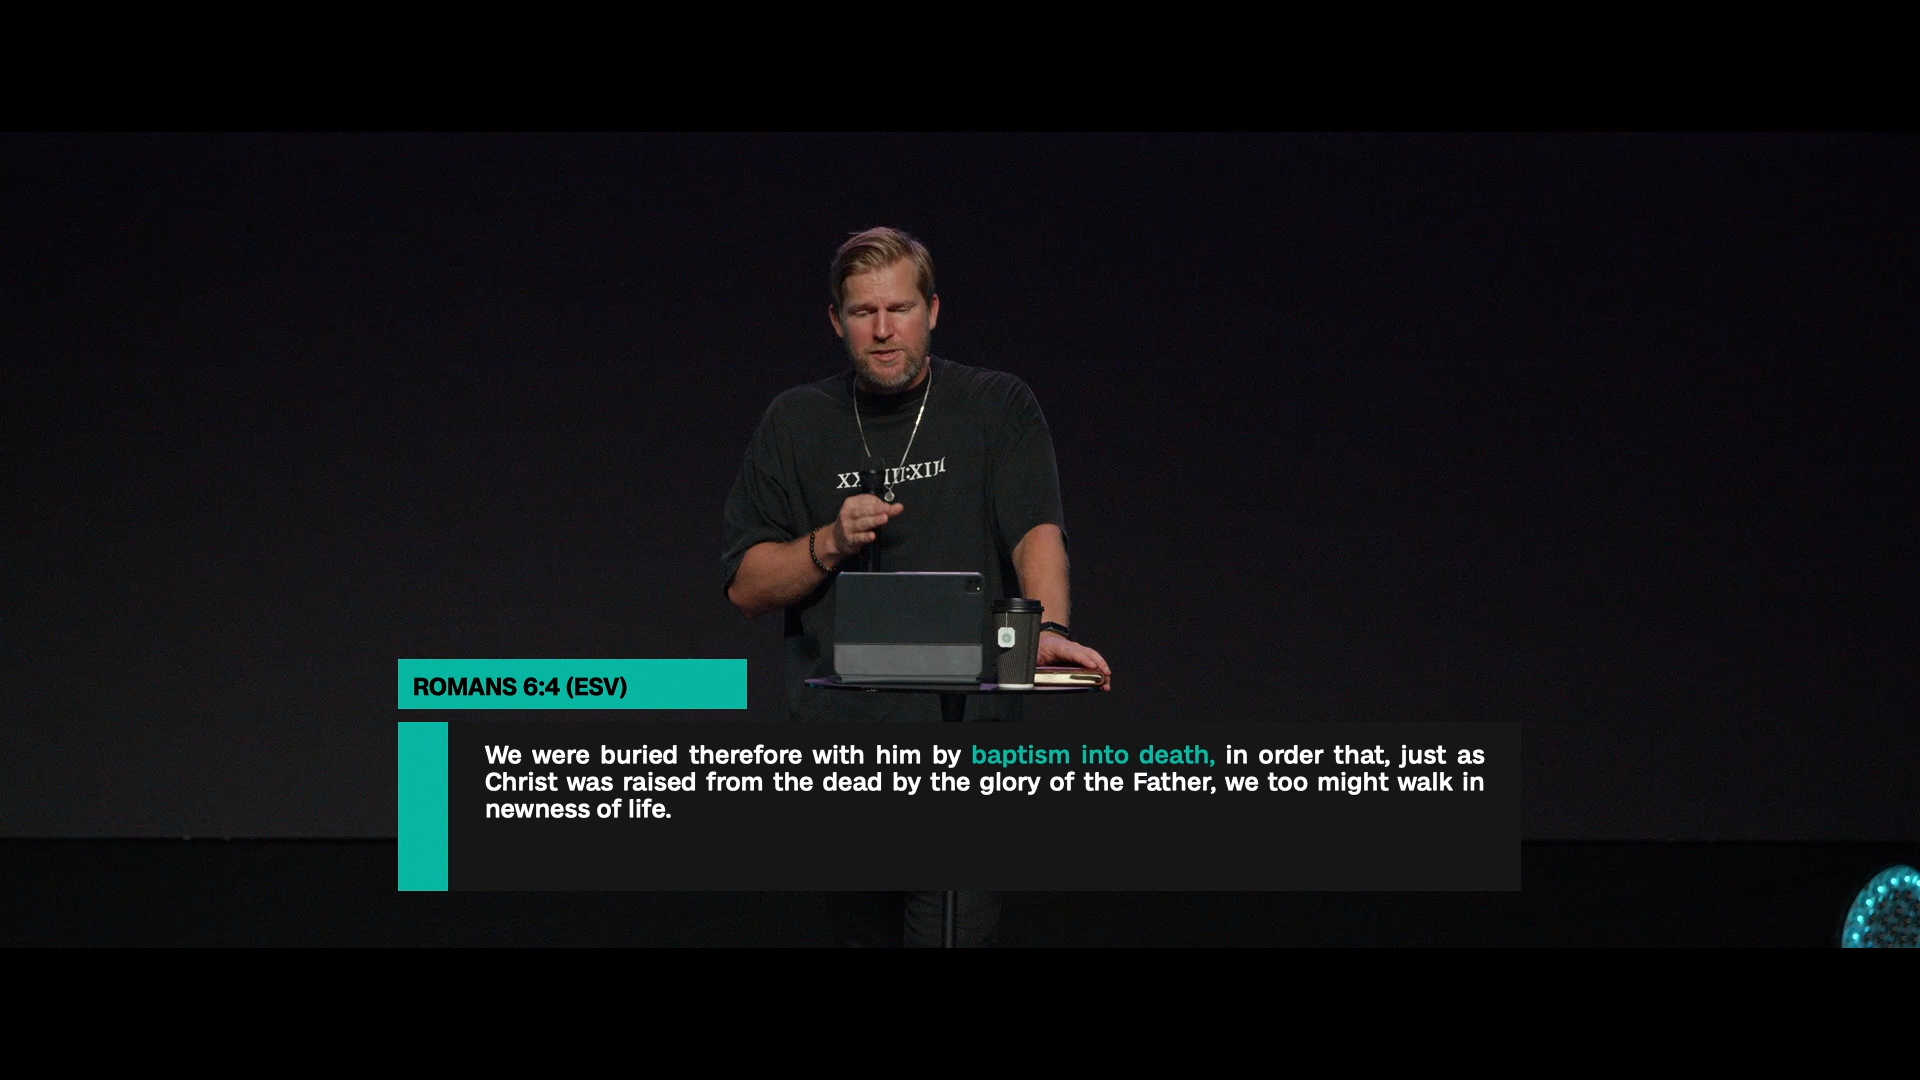 ROMANS 6:4 (ESV)
We were buried therefore with him by baptism into death, in order that, just as
Christ was raised from the dead by the glory of the Father, we too might walk in
newness of life.